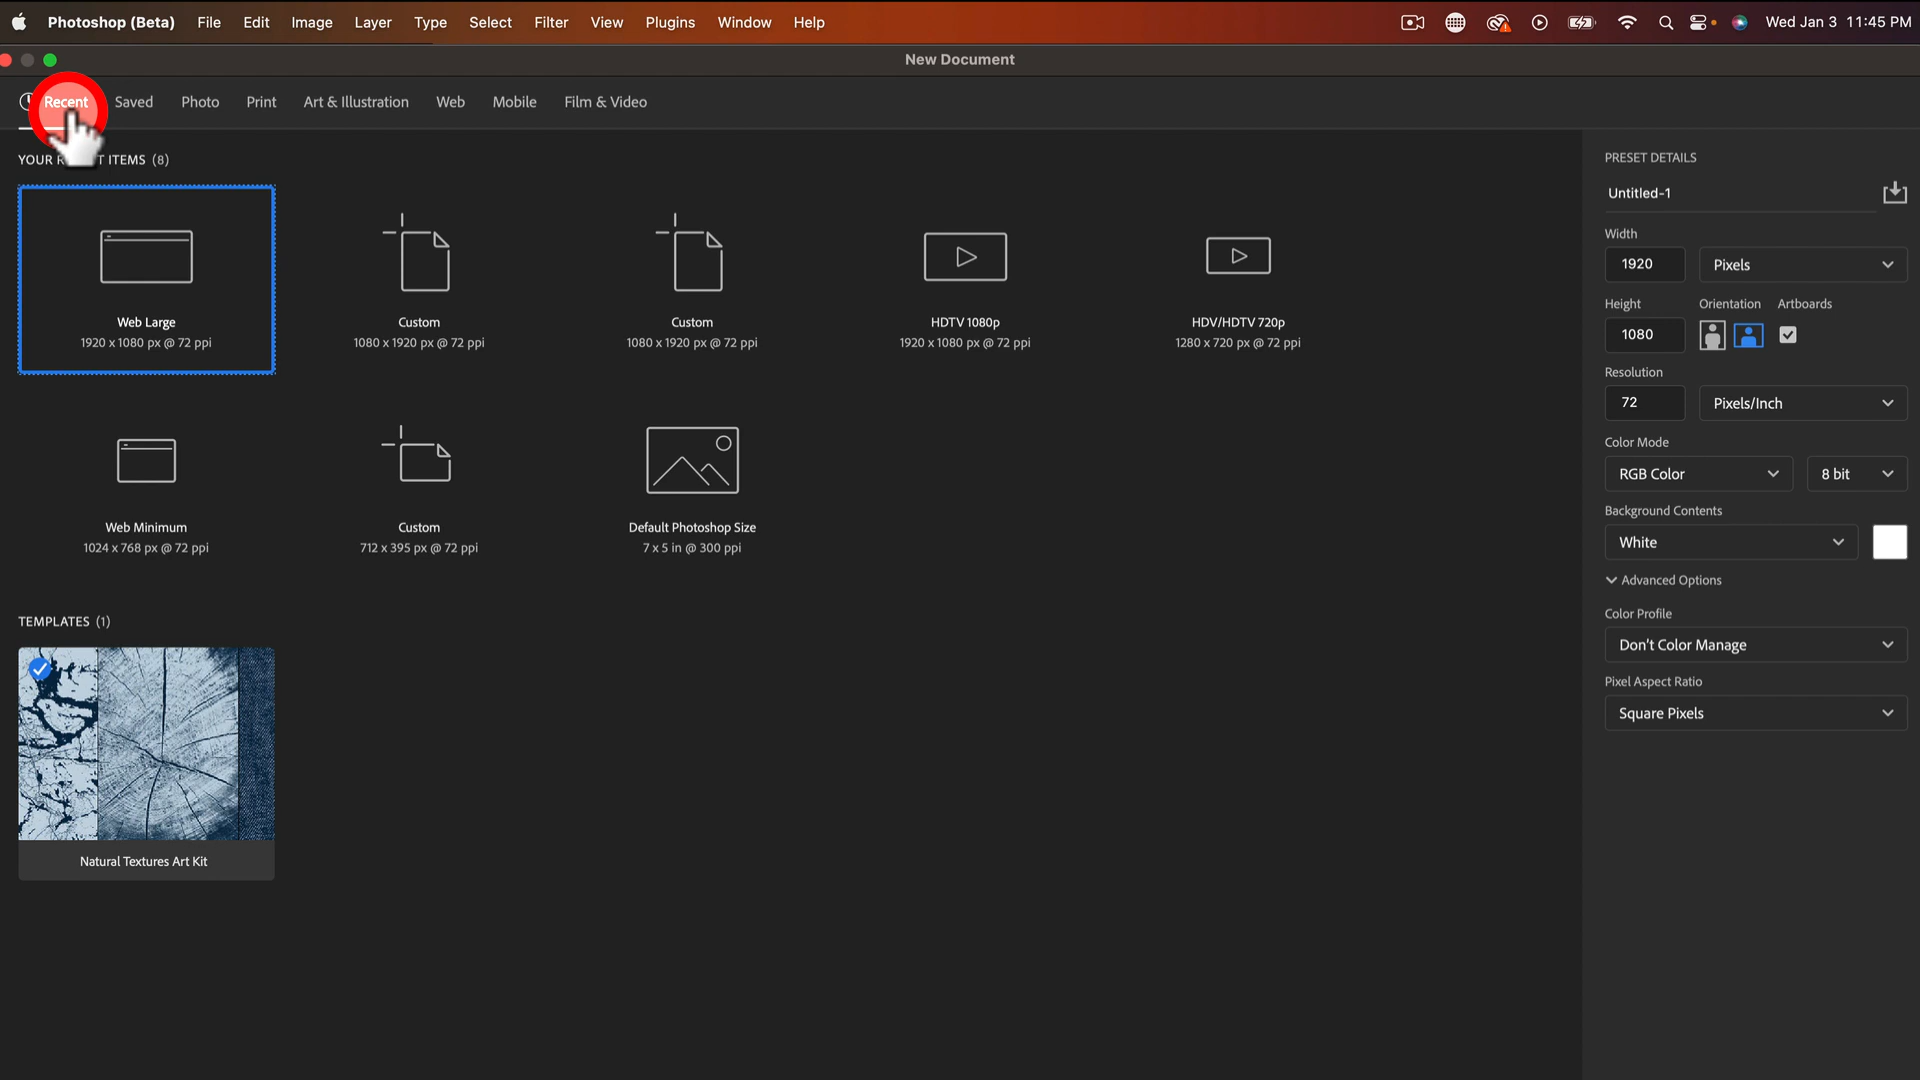 Photoshop (Beta) File Edit Image Layer Type Select Filter View Plugins Window Help Wed Jan 3 11:45 PM
New Document
Recent Saved Photo Print Art & Illustration Web Mobile Film & Video
YOUR ITEMS (8)
Web Large
1920 x 1080 px @ 72 ppi
Custom
1080 x 1920 px @ 72 ppi
Custom
1080 x 1920 px @ 72 ppi
HDTV 1080p
1920 x 1080 px @ 72 ppi
HDV/HDTV 720p
1280 x 720 px @ 72 ppi
Web Minimum
1024 x 768 px @ 72 ppi
Custom
712 x 395 px @ 72 ppi
Default Photoshop Size
7 x 5 in @ 300 ppi
TEMPLATES (1)
Natural Textures Art Kit
PRESET DETAILS
Untitled-1
Width
1920 Pixels
Height Orientation Artboards
1080
Resolution
72 Pixels/Inch
Color Mode
RGB Color 8 bit
Background Contents
White
Advanced Options
Color Profile
Don't Color Manage
Pixel Aspect Ratio
Square Pixels